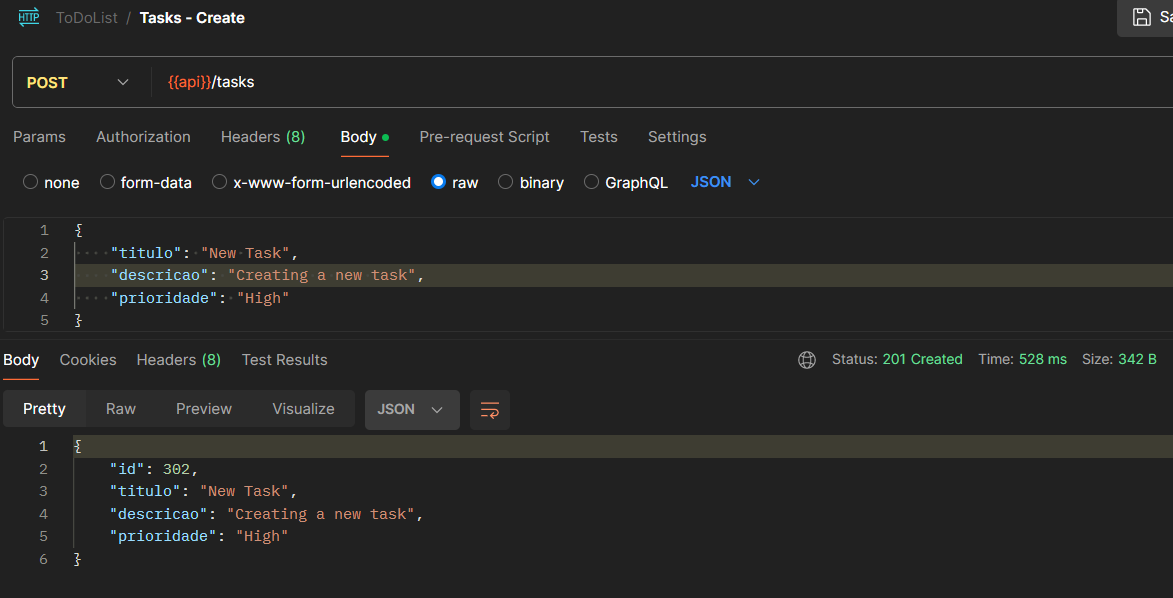 HTTP ToDoList / Tasks - Create
POST {{api}}/tasks
Params Authorization Headers (8) Body Pre-request Script Tests Settings
none form-data x-www-form-urlencoded raw binary GraphQL JSON
1 {
2 "titulo": "New Task",
3 "descricao": "Creating a new task",
4 "prioridade": "High"
5 }
Body Cookies Headers (8) Test Results Status: 201 Created Time: 528 ms Size: 342 B
Pretty Raw Preview Visualize JSON
1 {
2 "id": 302,
3 "titulo": "New Task",
4 "descricao": "Creating a new task",
5 "prioridade": "High"
6 }